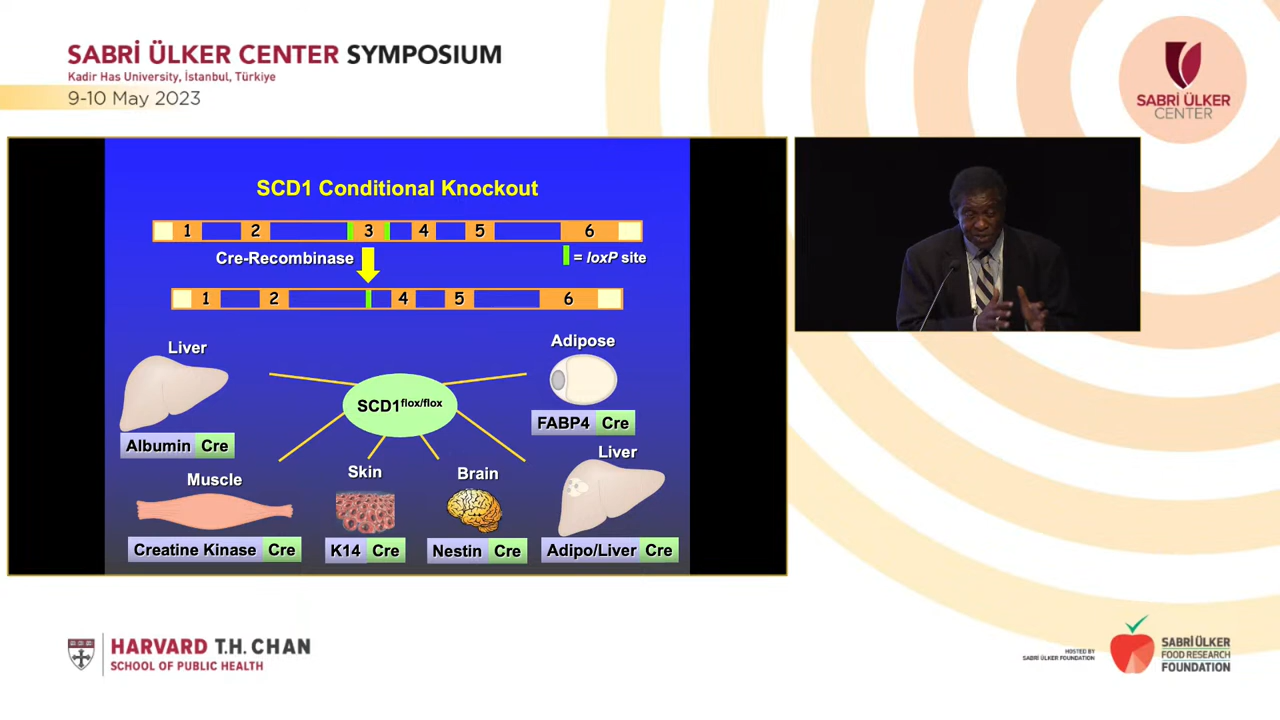 SABRİ ÜLKER CENTER SYMPOSIUM
Kadir Has University, İstanbul, Türkiye
9-10 May 2023
SABRİ ÜLKER
CENTER
SCD1 Conditional Knockout
1 2 3 4 5 6
Cre-Recombinase
= loxP site
1 2 4 5 6
Liver
Adipose
SCD1flox/flox
FABP4 Cre
Albumin Cre
Liver
Muscle
Skin
Brain
Creatine Kinase Cre
K14 Cre
Nestin Cre
Adipo/Liver Cre
HARVARD T.H. CHAN
SCHOOL OF PUBLIC HEALTH
HOSTED BY
SABRI ÜLKER FOUNDATION
SABRİ ÜLKER
FOOD RESEARCH
FOUNDATION